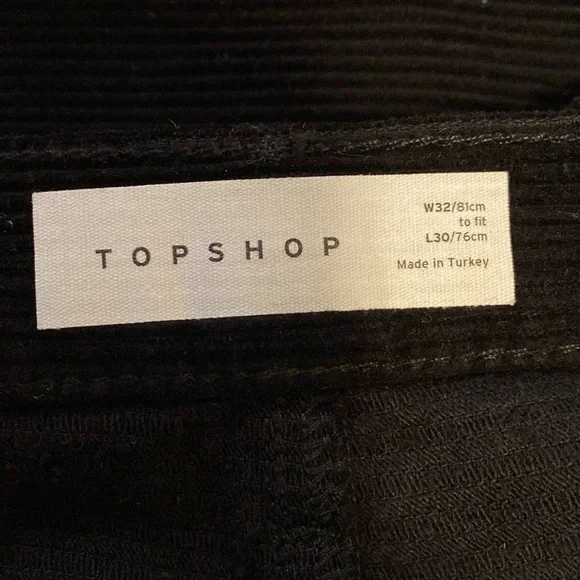 TOPSHOP
W32/81cm
to fit
L30/76cm
Made in Turkey